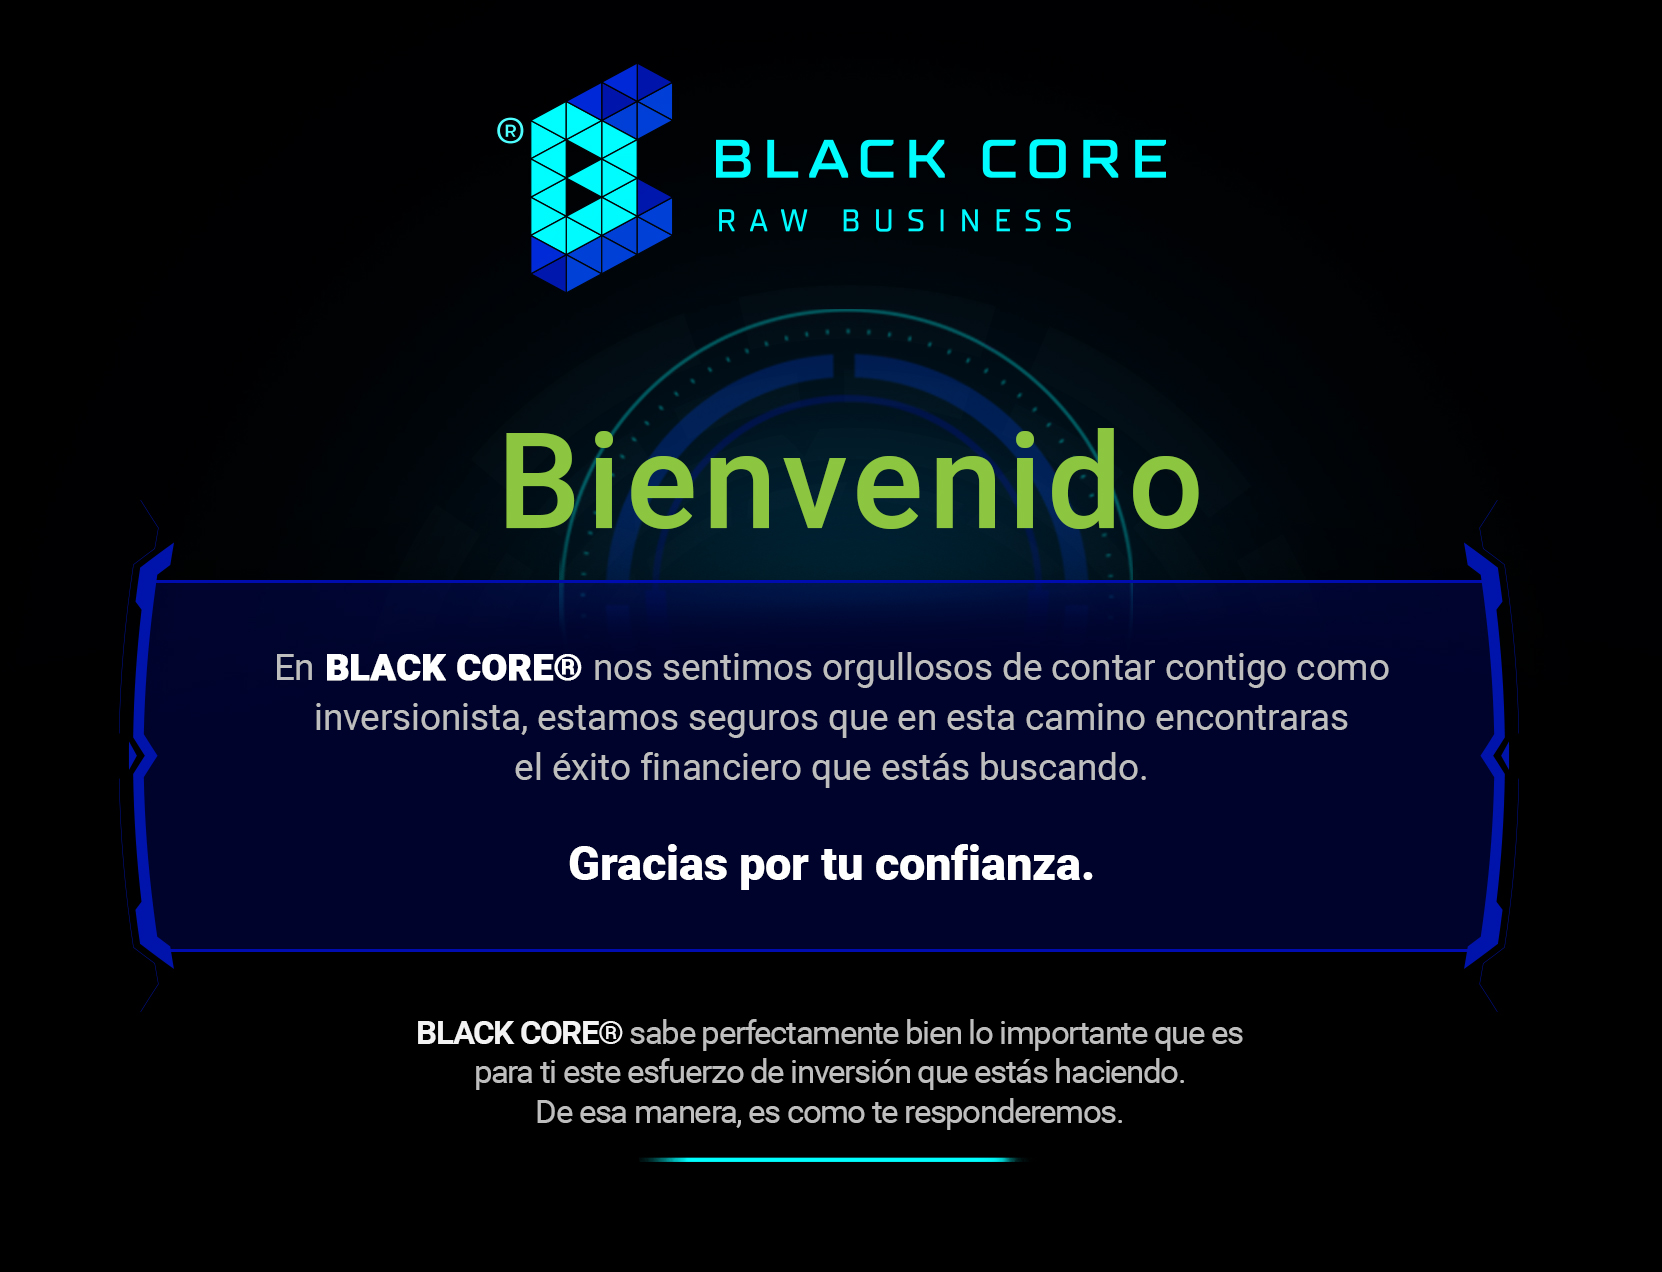 ®
BLACK CORE
RAW BUSINESS
Bienvenido
En BLACK CORE® nos sentimos orgullosos de contar contigo como
inversionista, estamos seguros que en esta camino encontraras
el éxito financiero que estás buscando.
Gracias por tu confianza.
BLACK CORE® sabe perfectamente bien lo importante que es
para ti este esfuerzo de inversión que estás haciendo.
De esa manera, es como te responderemos.